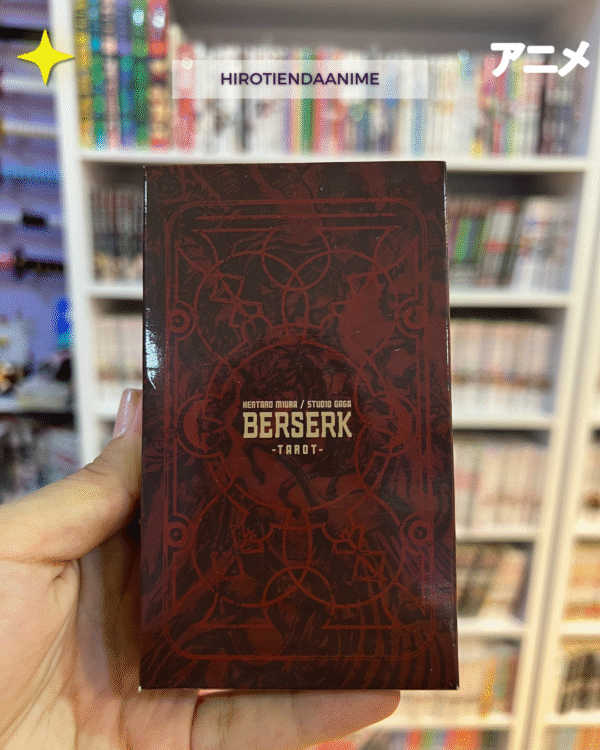 アニメ
HIROTIENDAANIME
KENTARO MIURA / STUDIO GAGA
BERSERK
-TAROT-